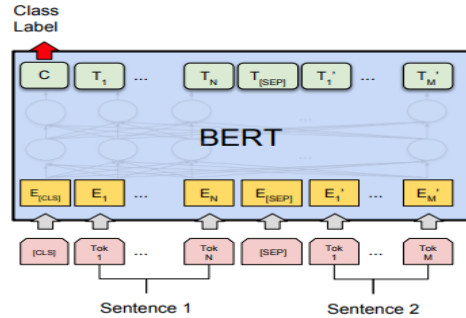 Class
Label
C T1 ... TN T[SEP] T1' ... TM'
BERT
E[CLS] E1 ... EN E[SEP] E1' ... EM'
[CLS] Tok 1 ... Tok N [SEP] Tok 1 ... Tok M
Sentence 1 Sentence 2